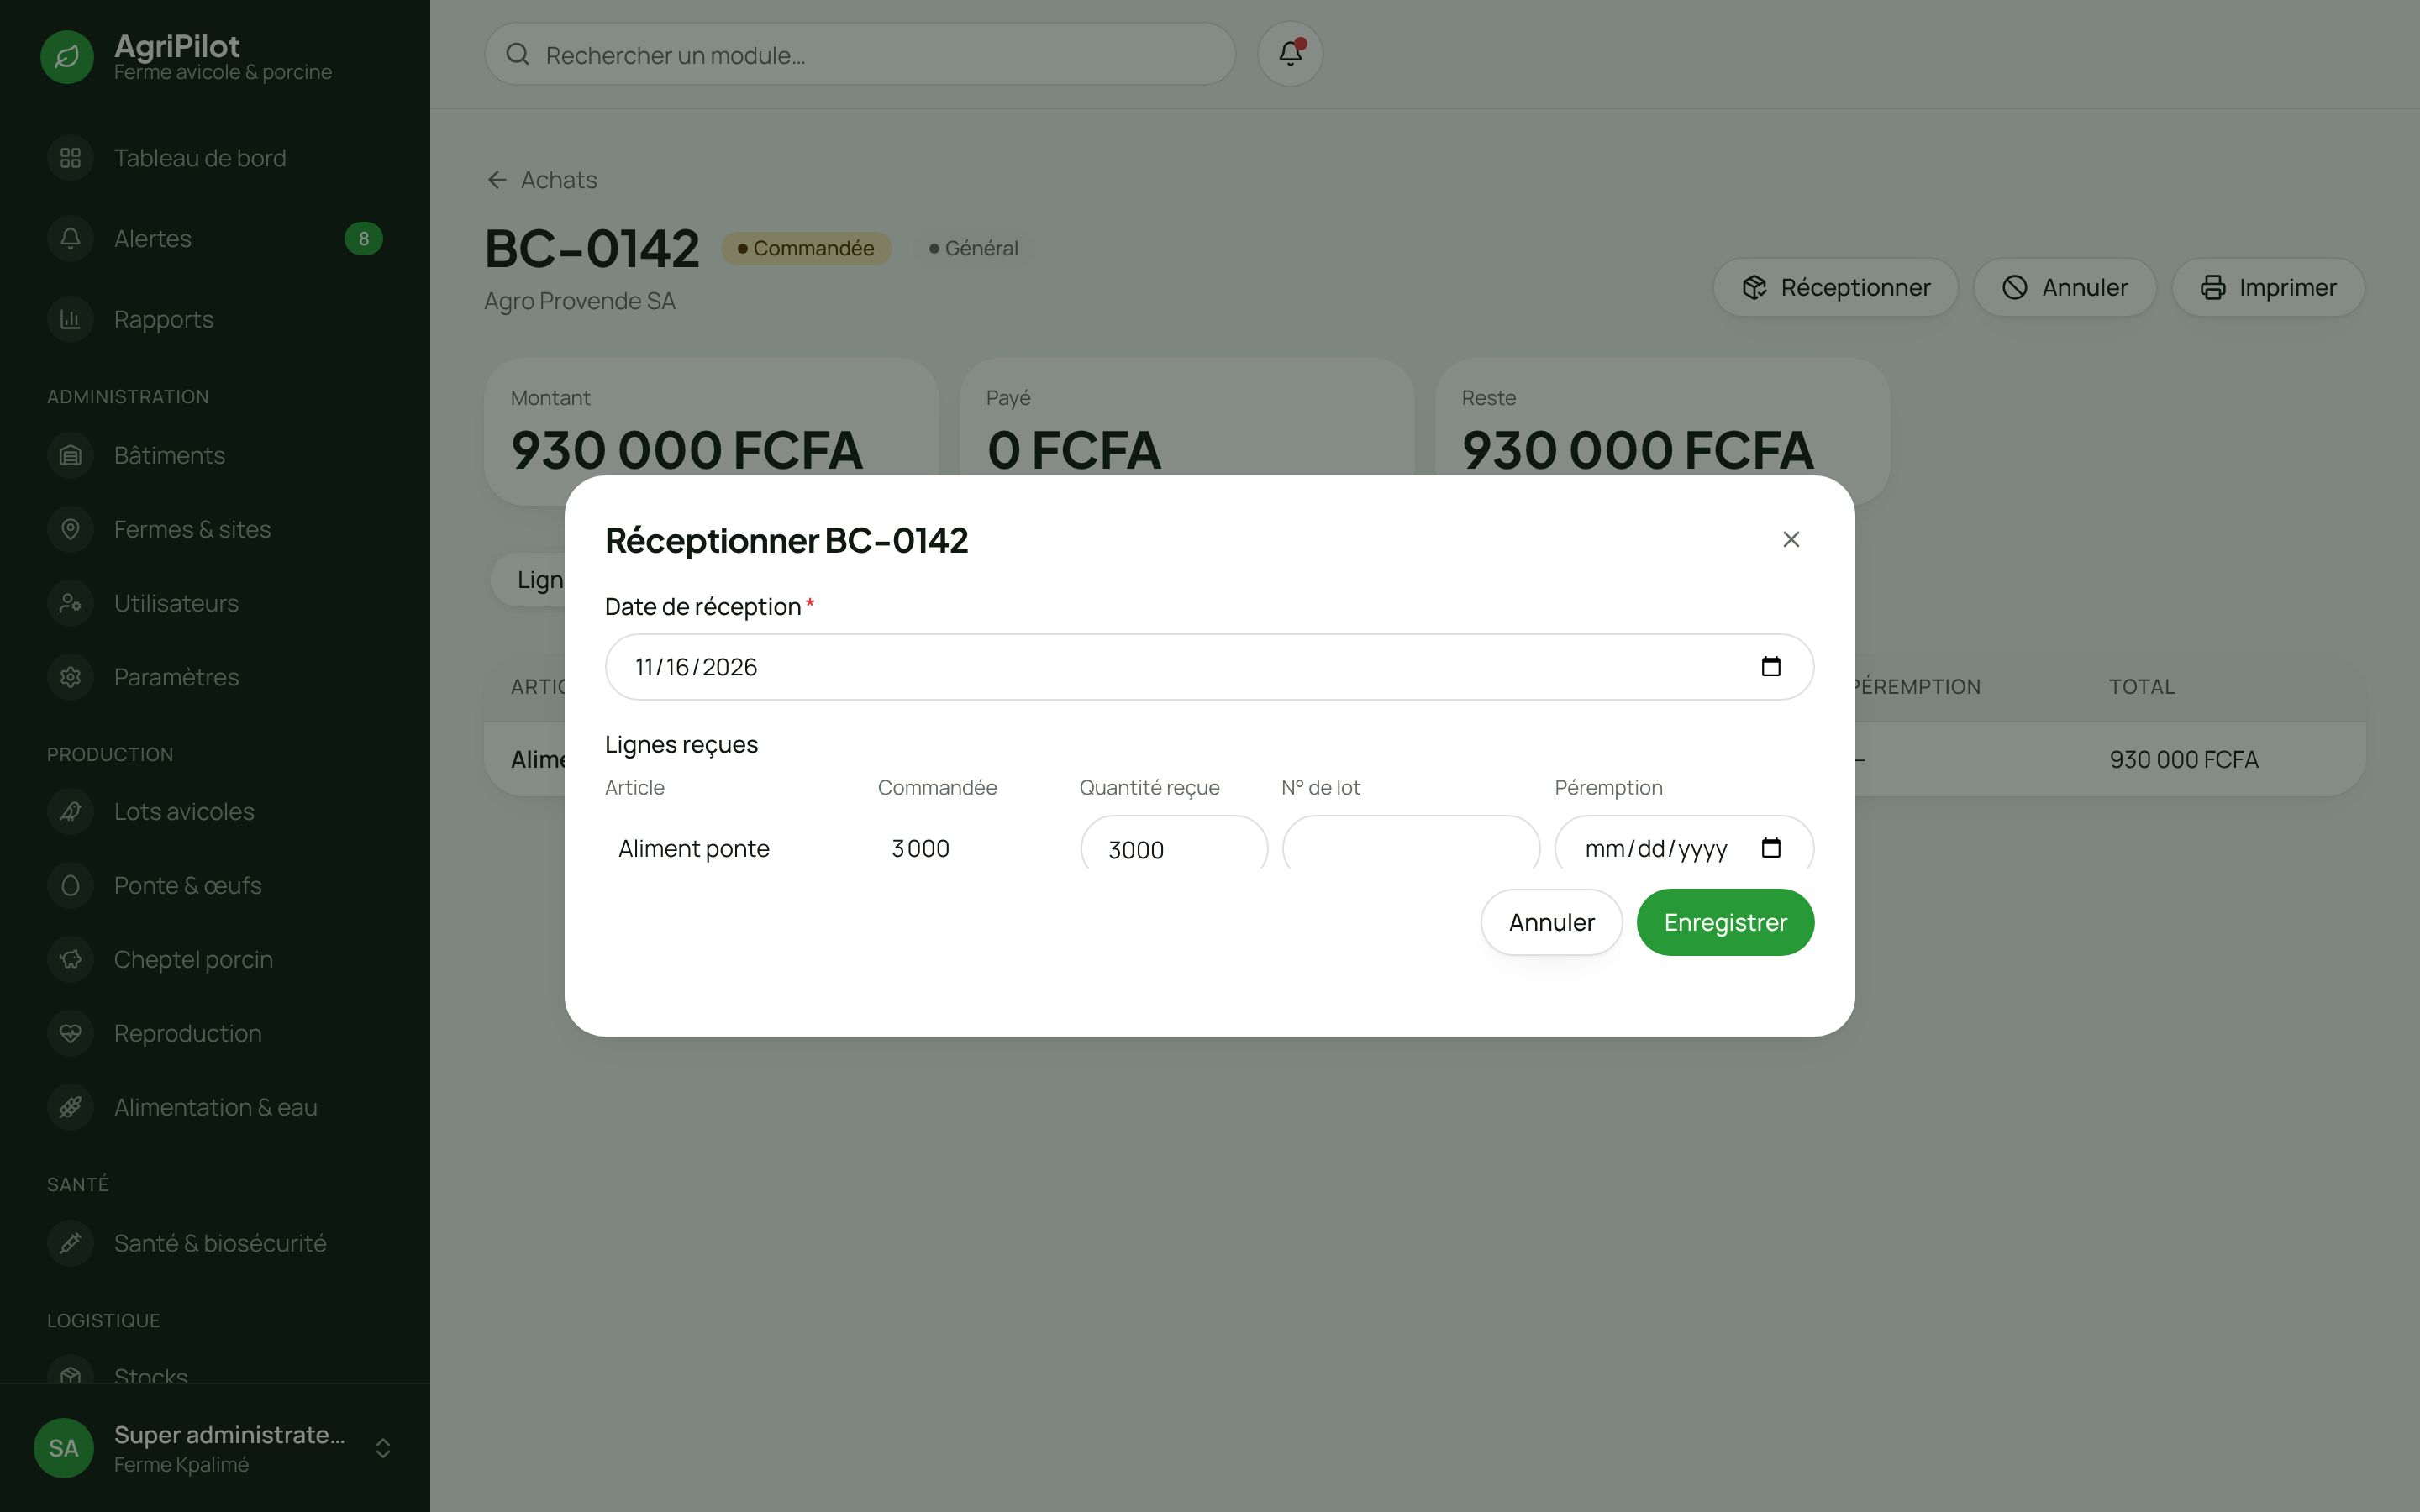 AgriPilot
Ferme avicole & porcine
Tableau de bord
Alertes
8
Rapports
ADMINISTRATION
Bâtiments
Fermes & sites
Utilisateurs
Paramètres
PRODUCTION
Lots avicoles
Ponte & œufs
Cheptel porcin
Reproduction
Alimentation & eau
SANTÉ
Santé & biosécurité
LOGISTIQUE
Stocks
SA
Super administrate...
Ferme Kpalimé
Rechercher un module...
Achats
BC-0142
Commandée
Général
Agro Provende SA
Réceptionner
Annuler
Imprimer
Montant
930 000 FCFA
Payé
0 FCFA
Reste
930 000 FCFA
PÉREMPTION
TOTAL
—
930 000 FCFA
Réceptionner BC-0142
Date de réception *
11/16/2026
Lignes reçues
Article
Commandée
Quantité reçue
N° de lot
Péremption
Aliment ponte
3 000
3000
mm/dd/yyyy
Annuler
Enregistrer